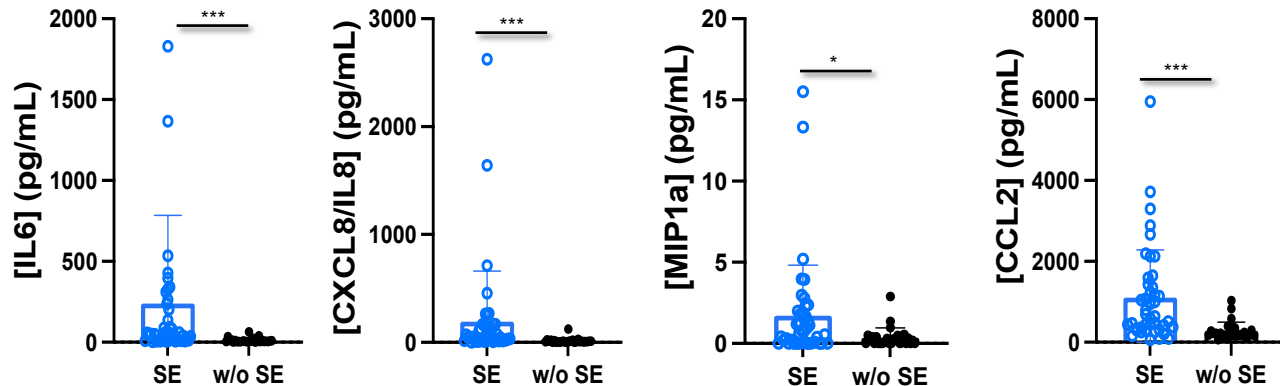 [IL6] (pg/mL)
2000
1500
1000
500
0
***
SE
w/o SE
[CXCL8/IL8] (pg/mL)
3000
2000
1000
0
***
SE
w/o SE
[MIP1a] (pg/mL)
20
15
10
5
0
*
SE
w/o SE
[CCL2] (pg/mL)
8000
6000
4000
2000
0
***
SE
w/o SE